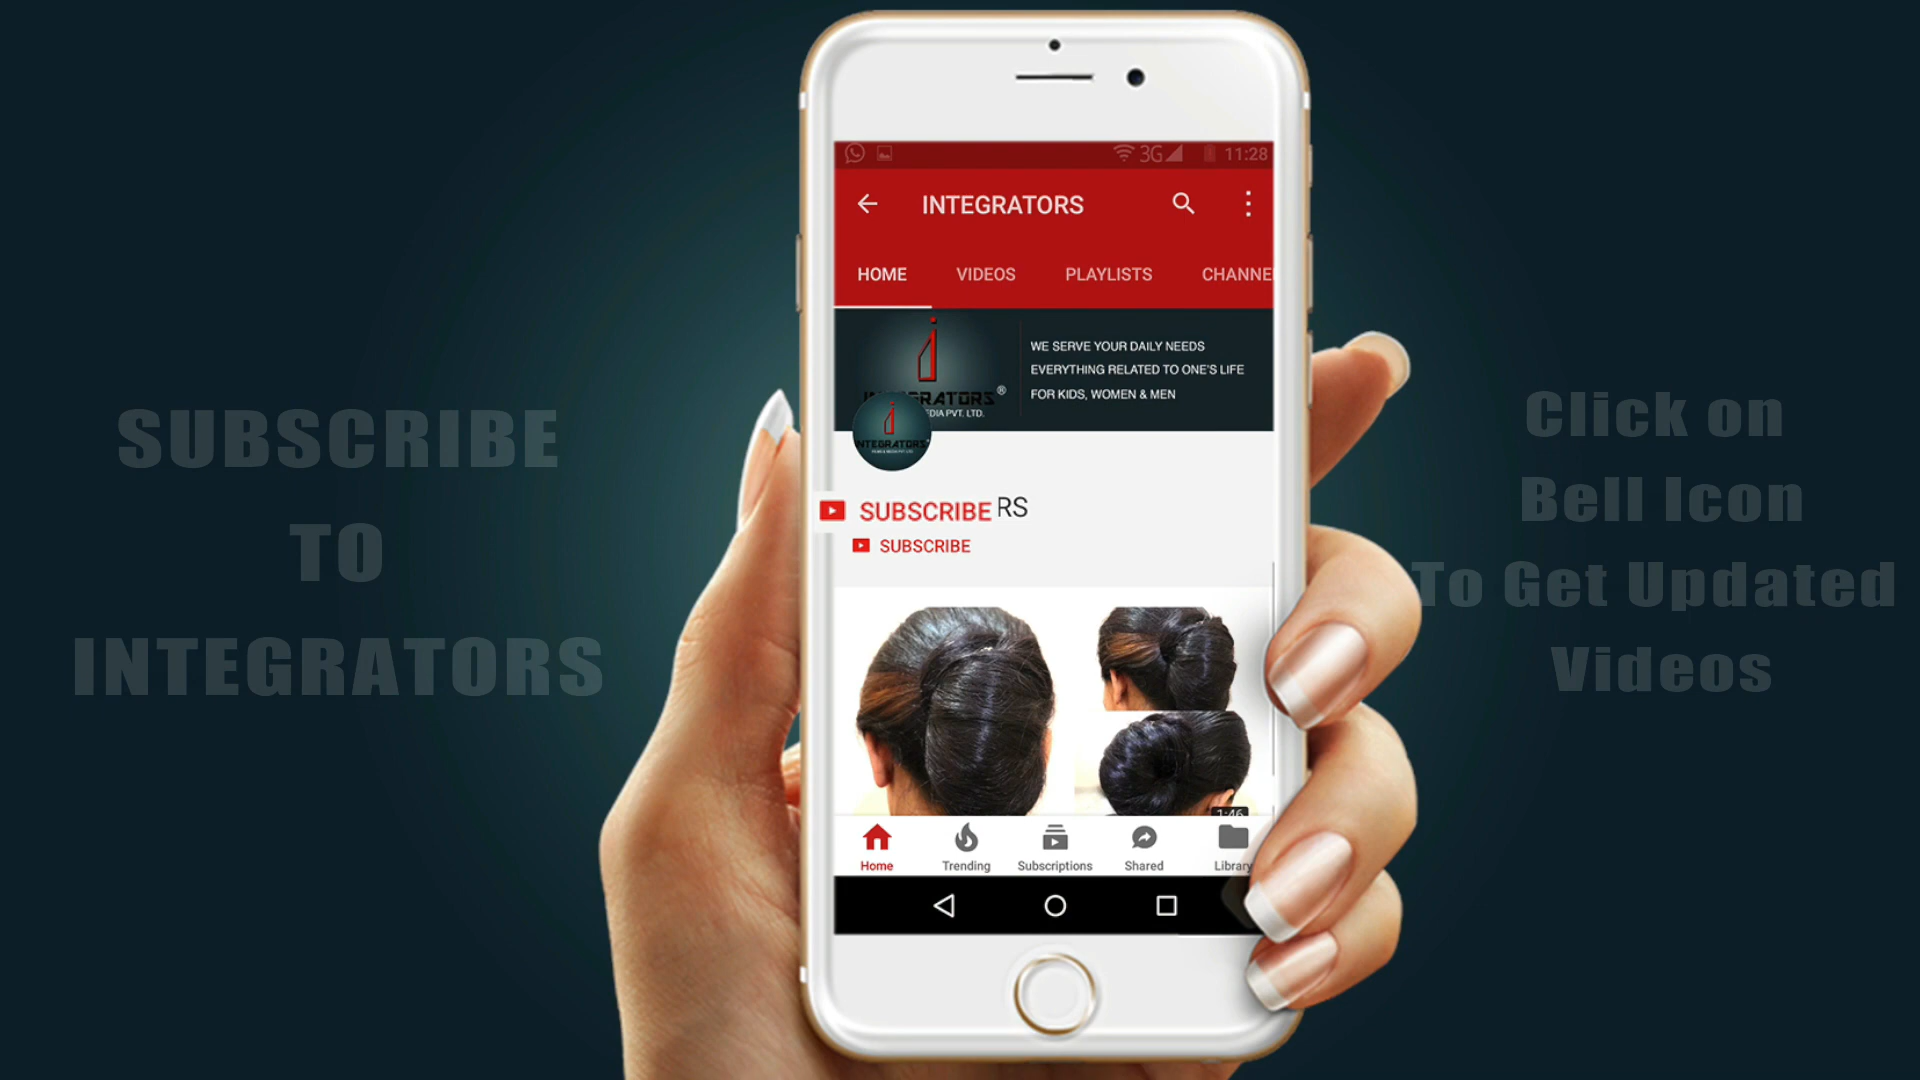 3G 11:28
INTEGRATORS
HOME VIDEOS PLAYLISTS CHANNE
WE SERVE YOUR DAILY NEEDS
EVERYTHING RELATED TO ONE'S LIFE
FOR KIDS, WOMEN & MEN
SUBSCRIBE
TO
INTEGRATORS
SUBSCRIBE RS
SUBSCRIBE
Click on
Bell Icon
To Get Updated
Videos
1:46
Home Trending Subscriptions Shared Library